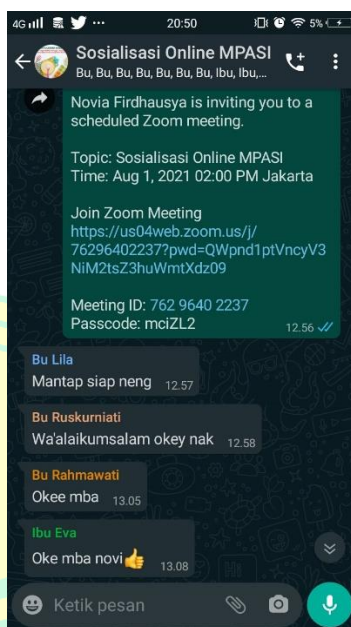 4G 20:50 5%
Sosialisasi Online MPASI
Bu, Bu, Bu, Bu, Bu, Bu, Bu, Ibu, Ibu,...
Novia Firdhausya is inviting you to a
scheduled Zoom meeting.
Topic: Sosialisasi Online MPASI
Time: Aug 1, 2021 02:00 PM Jakarta
Join Zoom Meeting
https://us04web.zoom.us/j/
76296402237?pwd=QWpnd1ptVncyV3
NiM2tsZ3huWmtXdz09
Meeting ID: 762 9640 2237
Passcode: mciZL2
12.56
Bu Lila
Mantap siap neng 12.57
Bu Ruskurniati
Wa'alaikumsalam okey nak 12.58
Bu Rahmawati
Okee mba 13.05
Ibu Eva
Oke mba novi👍 13.08
Ketik pesan